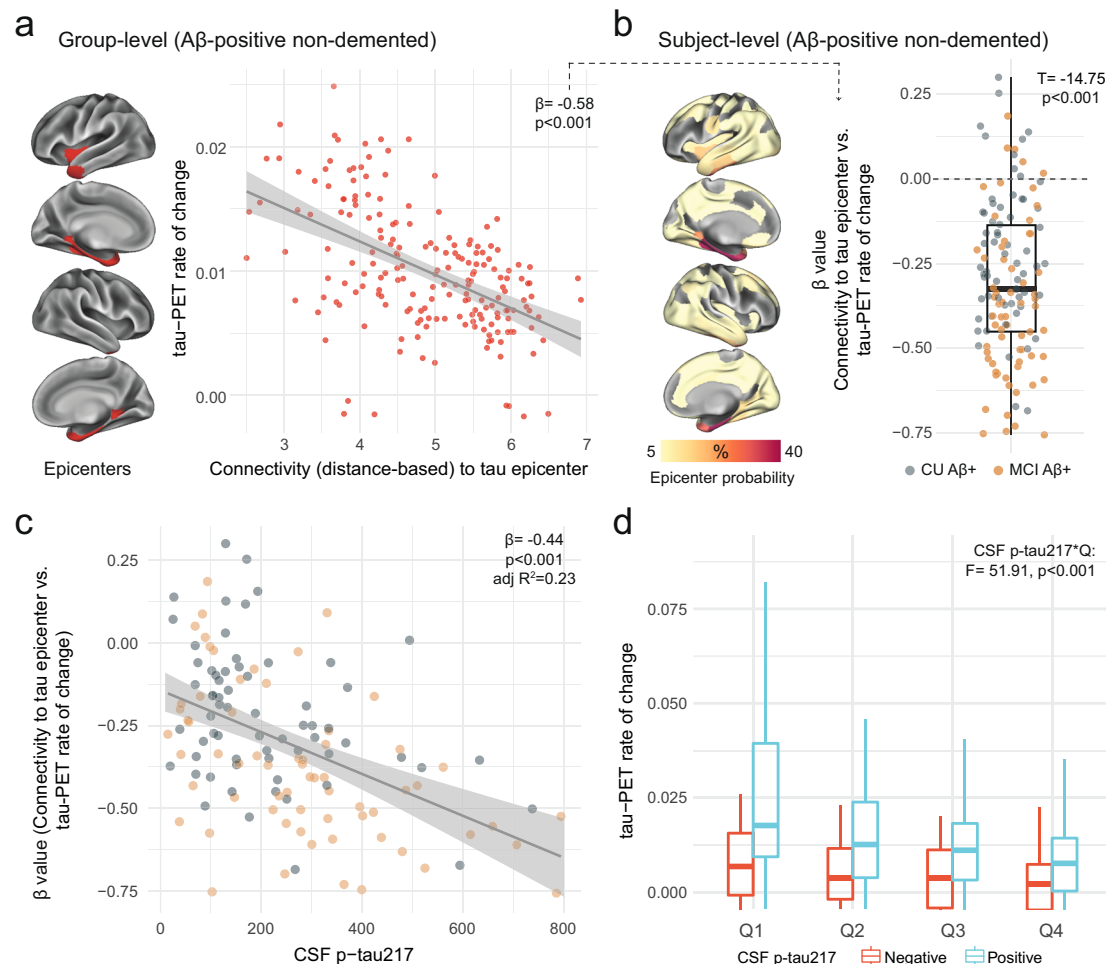 a
Group-level (Aβ-positive non-demented)
β= -0.58
p<0.001
tau−PET rate of change
0.02
0.01
0.00
3
4
5
6
7
Epicenters
Connectivity (distance-based) to tau epicenter
b
Subject-level (Aβ-positive non-demented)
T= -14.75
p<0.001
β value
Connectivity to tau epicenter vs.
tau-PET rate of change
0.25
0.00
−0.25
−0.50
−0.75
5
%
40
Epicenter probability
CU Aβ+
MCI Aβ+
c
β= -0.44
p<0.001
adj R²=0.23
β value (Connectivity to tau epicenter vs.
tau-PET rate of change)
0.25
0.00
−0.25
−0.50
−0.75
0
200
400
600
800
CSF p−tau217
d
CSF p-tau217*Q:
F= 51.91, p<0.001
tau−PET rate of change
0.075
0.050
0.025
0.000
Q1
Q2
Q3
Q4
CSF p-tau217
Negative
Positive